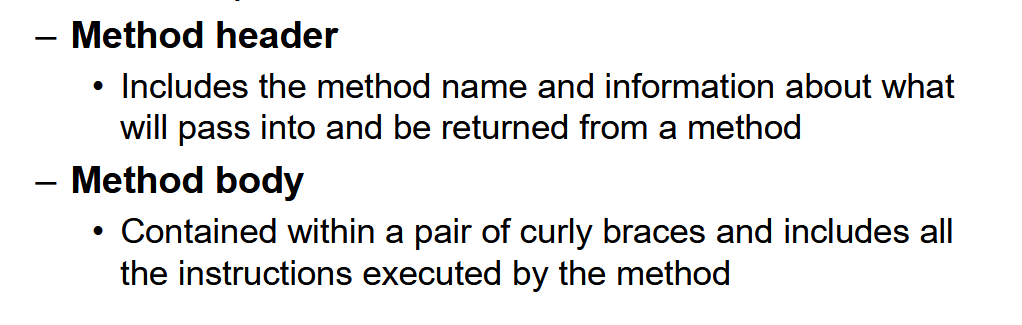 – Method header
• Includes the method name and information about what
will pass into and be returned from a method
– Method body
• Contained within a pair of curly braces and includes all
the instructions executed by the method